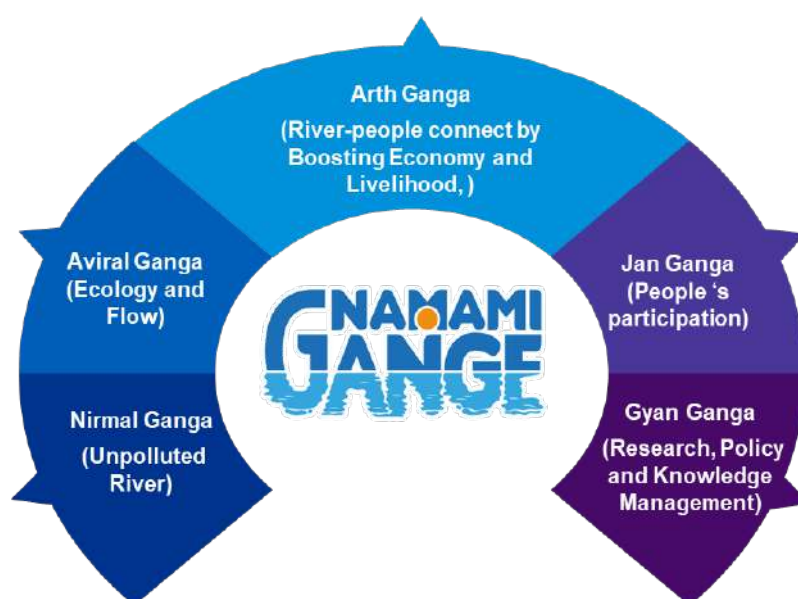 Arth Ganga
(River-people connect by
Boosting Economy and
Livelihood, )
Aviral Ganga
(Ecology and
Flow)
Jan Ganga
(People ‘s
participation)
NAMAMI
GANGE
Nirmal Ganga
(Unpolluted
River)
Gyan Ganga
(Research, Policy
and Knowledge
Management)